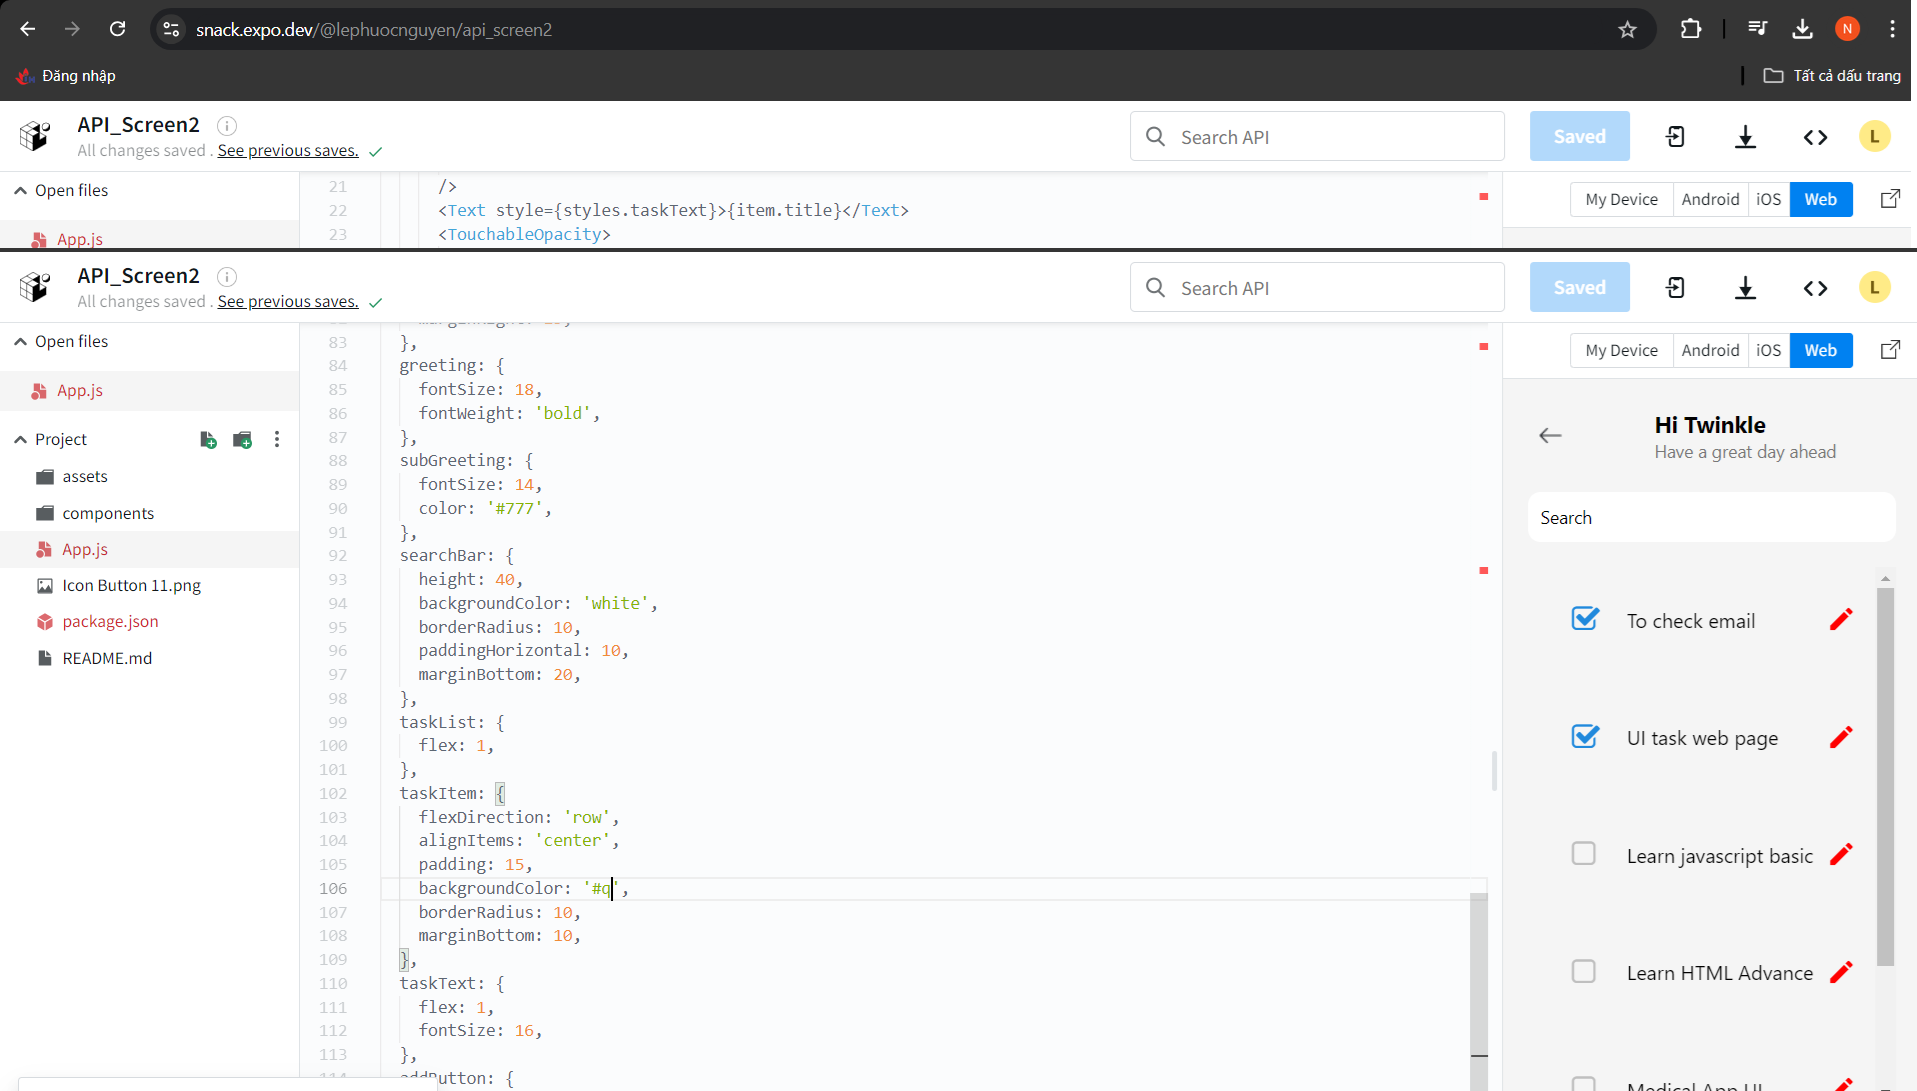 snack.expo.dev/@lephuocnguyen/api_screen2
N
Đăng nhập
Tất cả dấu trang
API_Screen2
All changes saved . See previous saves.
Search API
Saved
L
Open files
App.js
21 />
22 <Text style={styles.taskText}>{item.title}</Text>
23 <TouchableOpacity>
My Device Android iOS Web
API_Screen2
All changes saved . See previous saves.
Search API
Saved
L
Open files
App.js
Project
assets
components
App.js
Icon Button 11.png
package.json
README.md
83 },
84 greeting: {
85 fontSize: 18,
86 fontWeight: 'bold',
87 },
88 subGreeting: {
89 fontSize: 14,
90 color: '#777',
91 },
92 searchBar: {
93 height: 40,
94 backgroundColor: 'white',
95 borderRadius: 10,
96 paddingHorizontal: 10,
97 marginBottom: 20,
98 },
99 taskList: {
100 flex: 1,
101 },
102 taskItem: {
103 flexDirection: 'row',
104 alignItems: 'center',
105 padding: 15,
106 backgroundColor: '#q',
107 borderRadius: 10,
108 marginBottom: 10,
109 },
110 taskText: {
111 flex: 1,
112 fontSize: 16,
113 },
114 addButton: {
My Device Android iOS Web
Hi Twinkle
Have a great day ahead
Search
To check email
UI task web page
Learn javascript basic
Learn HTML Advance
Medical App UI